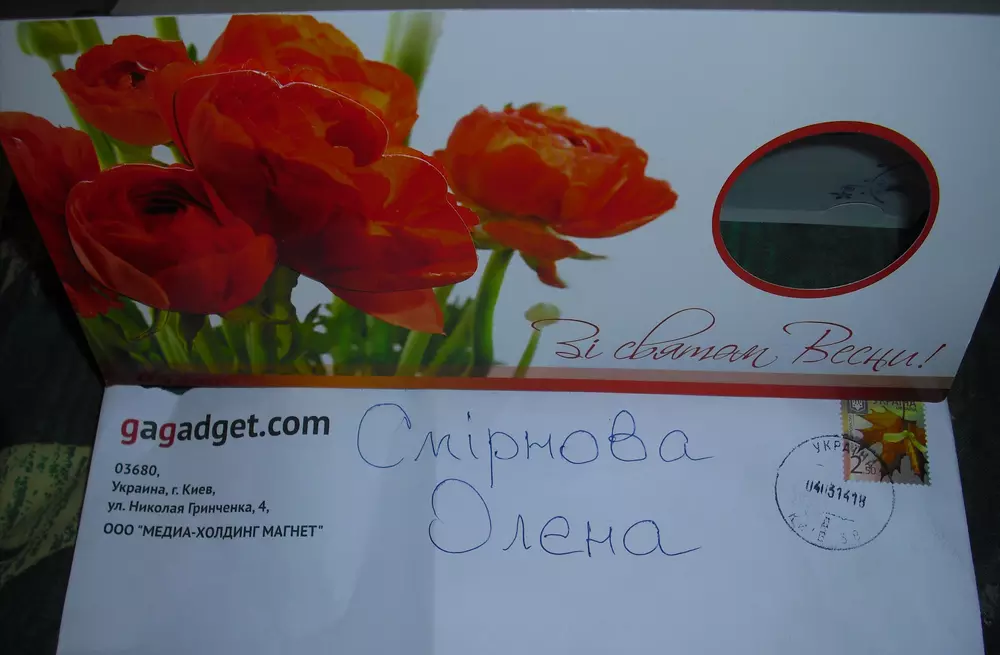 Зі святом Весни!
gagadget.com
03680,
Украина, г. Киев,
ул. Николая Гринченка, 4,
ООО "МЕДИА-ХОЛДИНГ МАГНЕТ"
Смірнова
Олена
УКРАЇНА